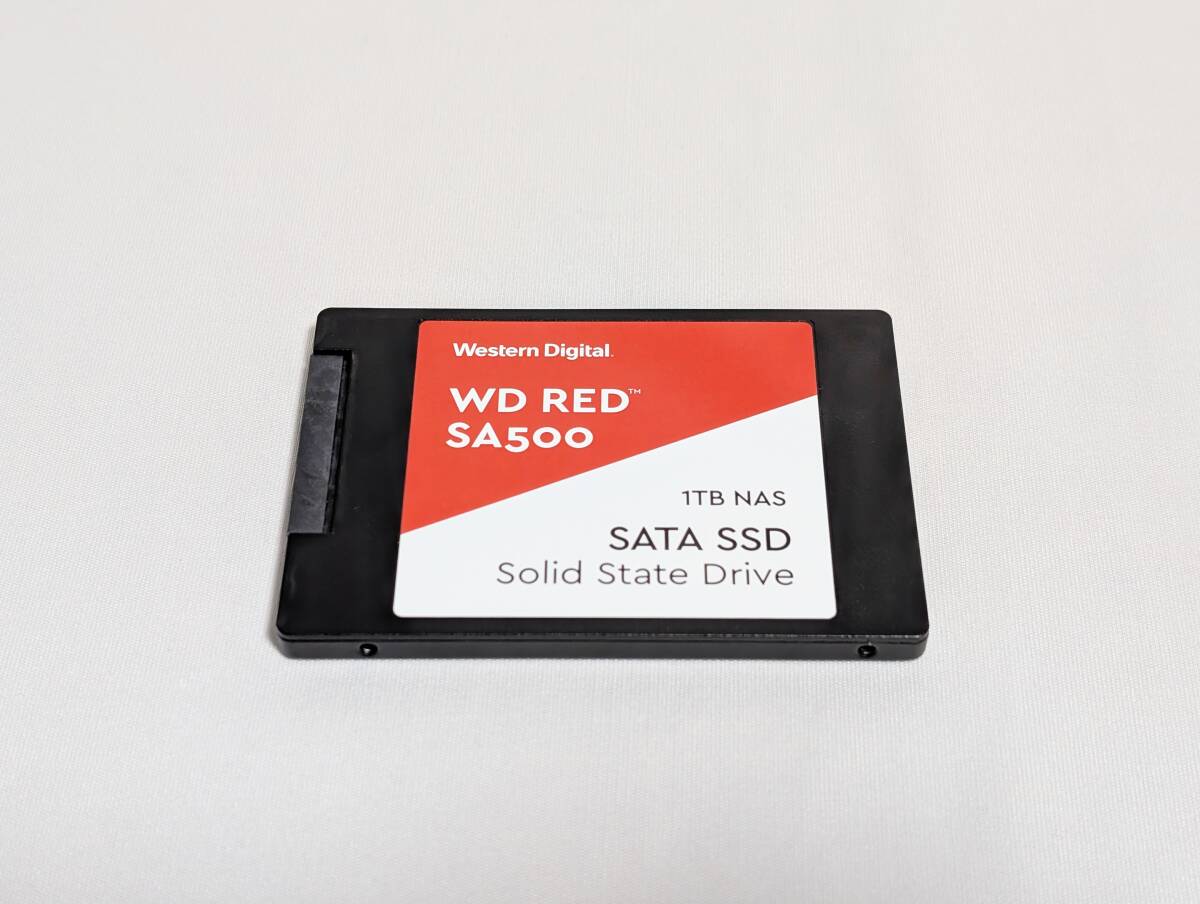 Western Digital.
WD RED™
SA500
1TB NAS
SATA SSD
Solid State Drive